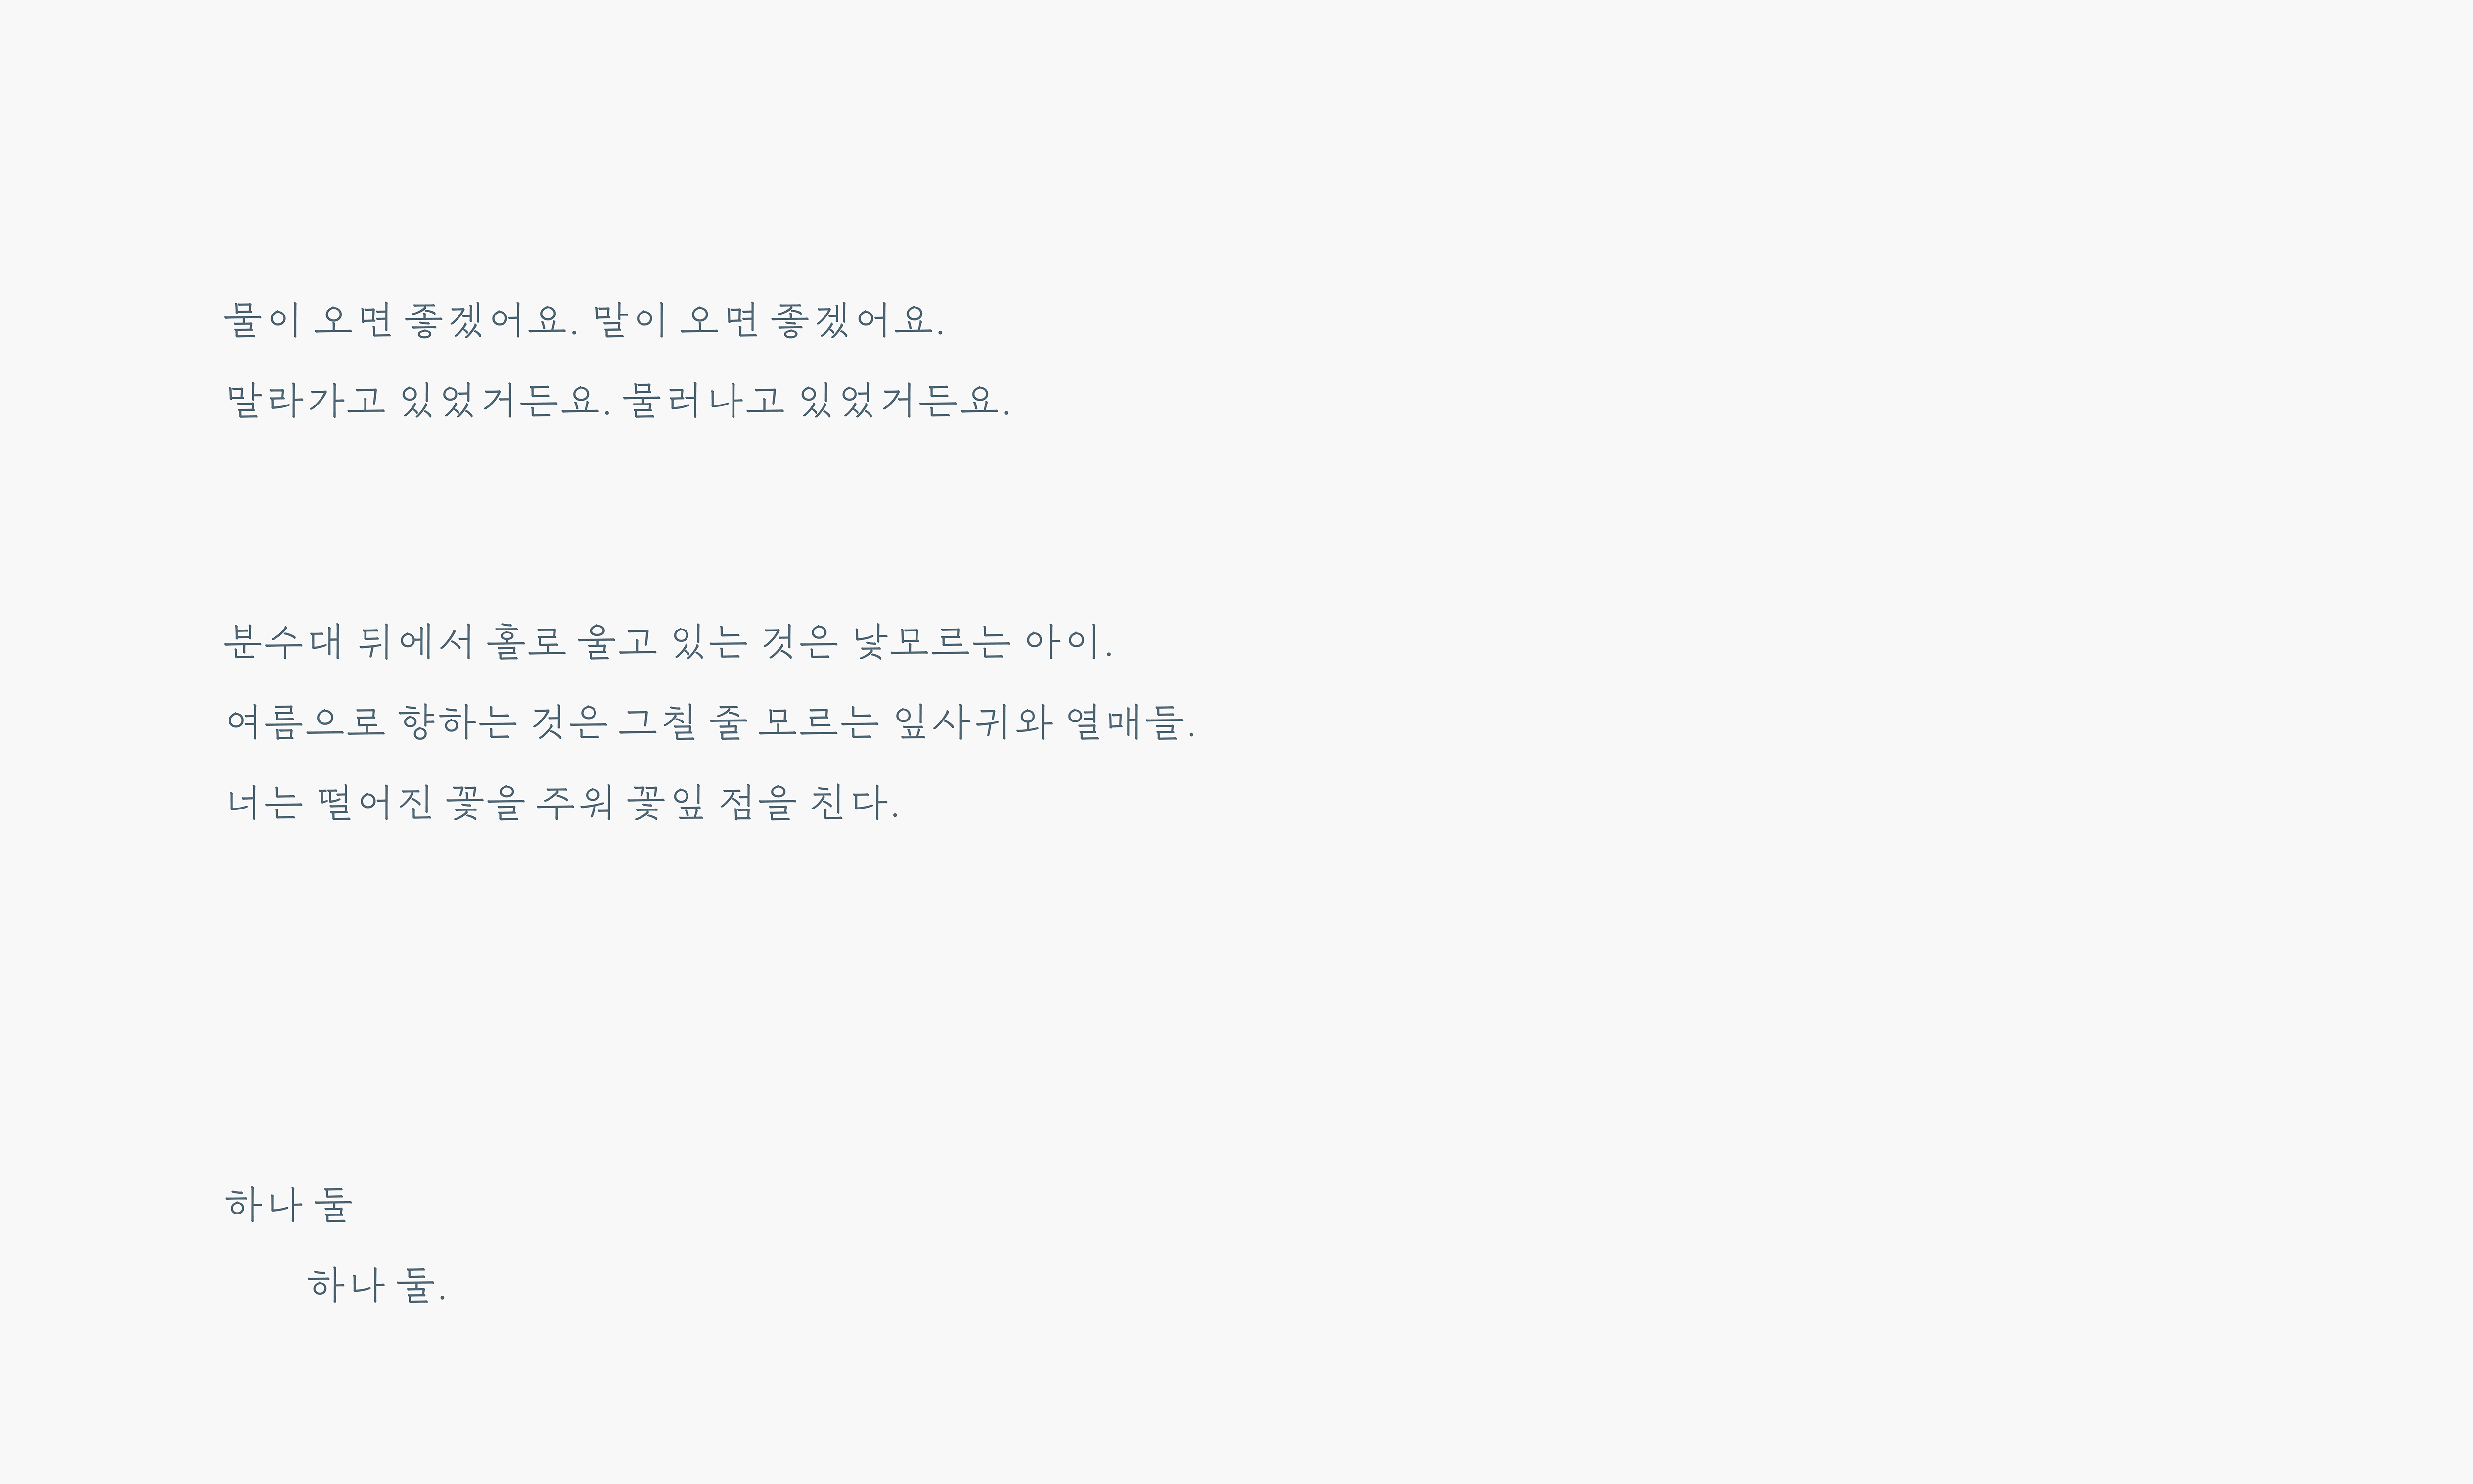 물이 오면 좋겠어요. 말이 오면 좋겠어요.
말라가고 있었거든요. 물러나고 있었거든요.
분수대 뒤에서 홀로 울고 있는 것은 낯모르는 아이.
여름으로 향하는 것은 그칠 줄 모르는 잎사귀와 열매들.
너는 떨어진 꽃을 주워 꽃잎 점을 친다.
하나 둘
하나 둘.